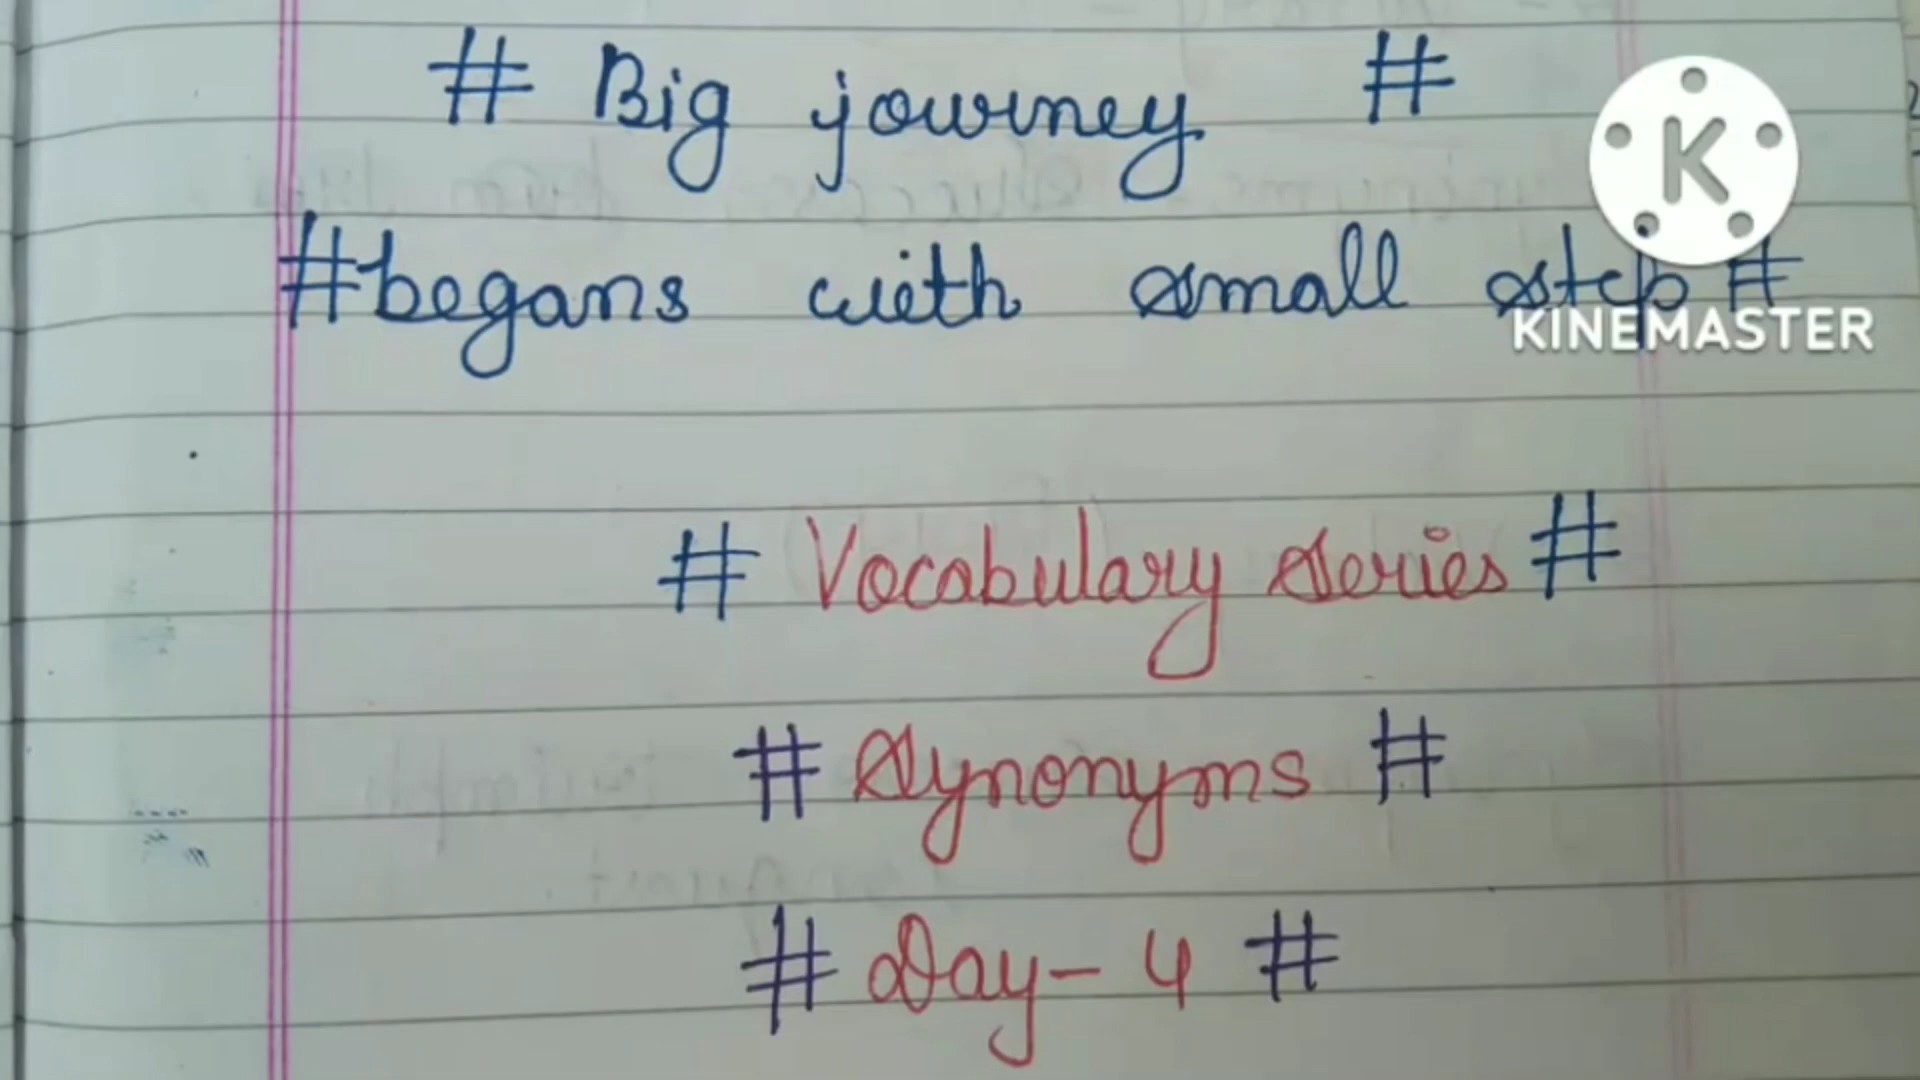 # Big journey #
#begans with small step#
KINEMASTER
# Vocabulary series #
# Synonyms #
# Day- 4 #